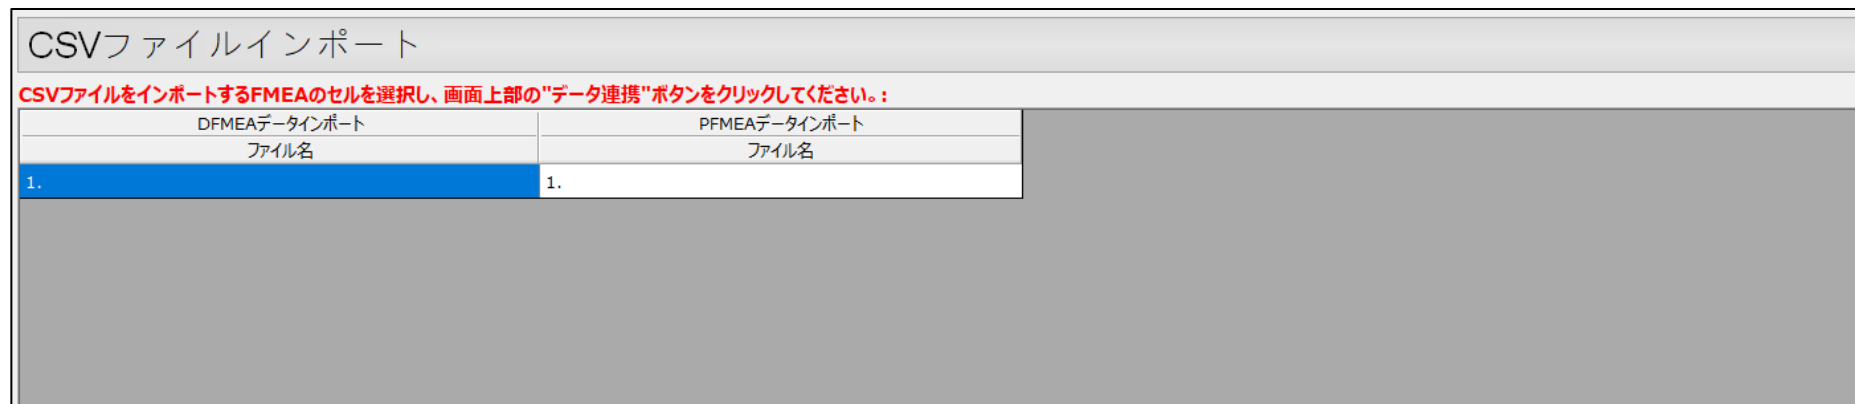 CSVファイルインポート
CSVファイルをインポートするFMEAのセルを選択し、画面上部の"データ連携"ボタンをクリックしてください。:
DFMEAデータインポート PFMEAデータインポート
ファイル名 ファイル名
1. 1.